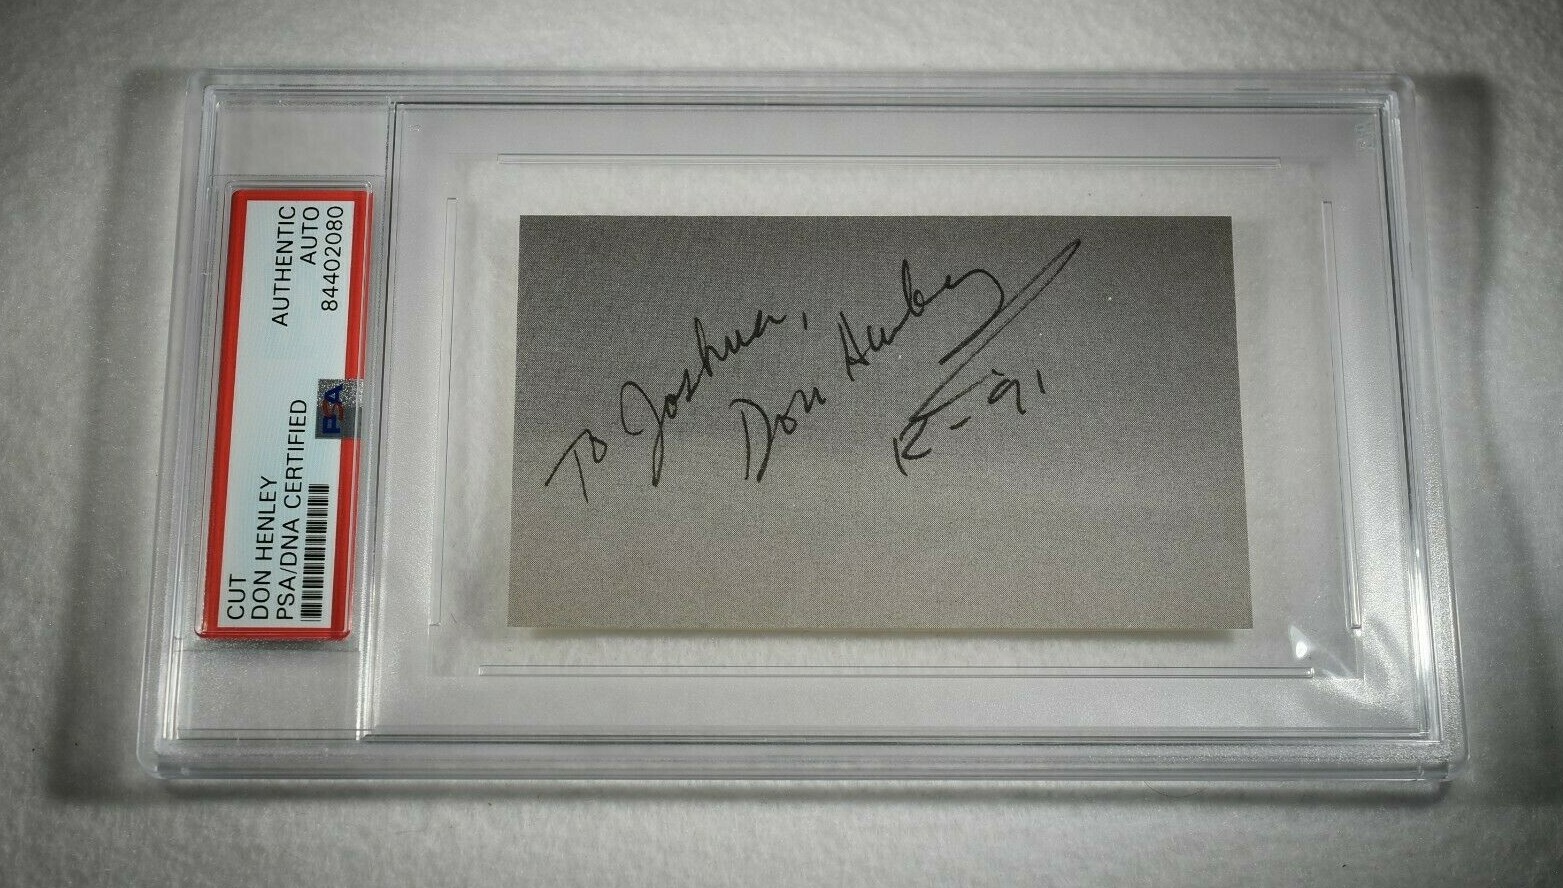 CUT
DON HENLEY
PSA/DNA CERTIFIED
AUTHENTIC
AUTO
84402080
PSA
To Joshua,
Don Henley
'91